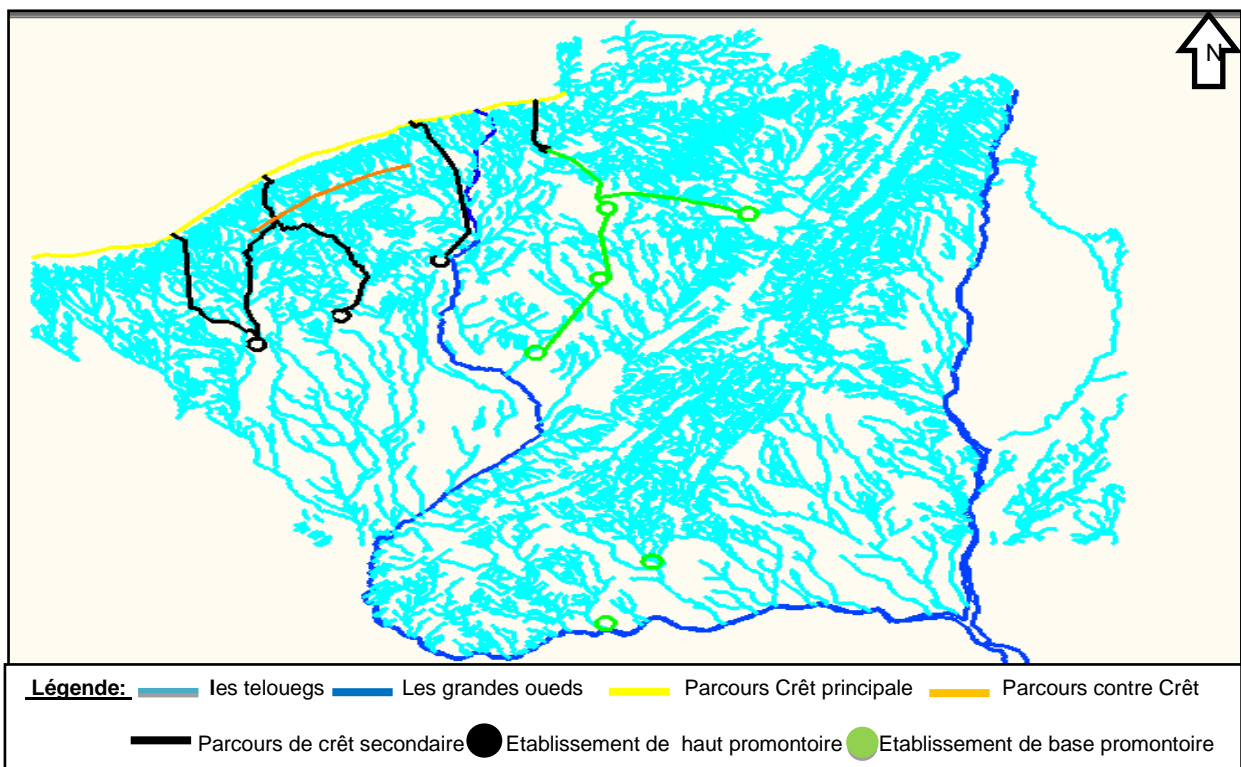 N
Légende: les telouegs Les grandes oueds Parcours Crêt principale Parcours contre Crêt
Parcours de crêt secondaire Etablissement de haut promontoire Etablissement de base promontoire